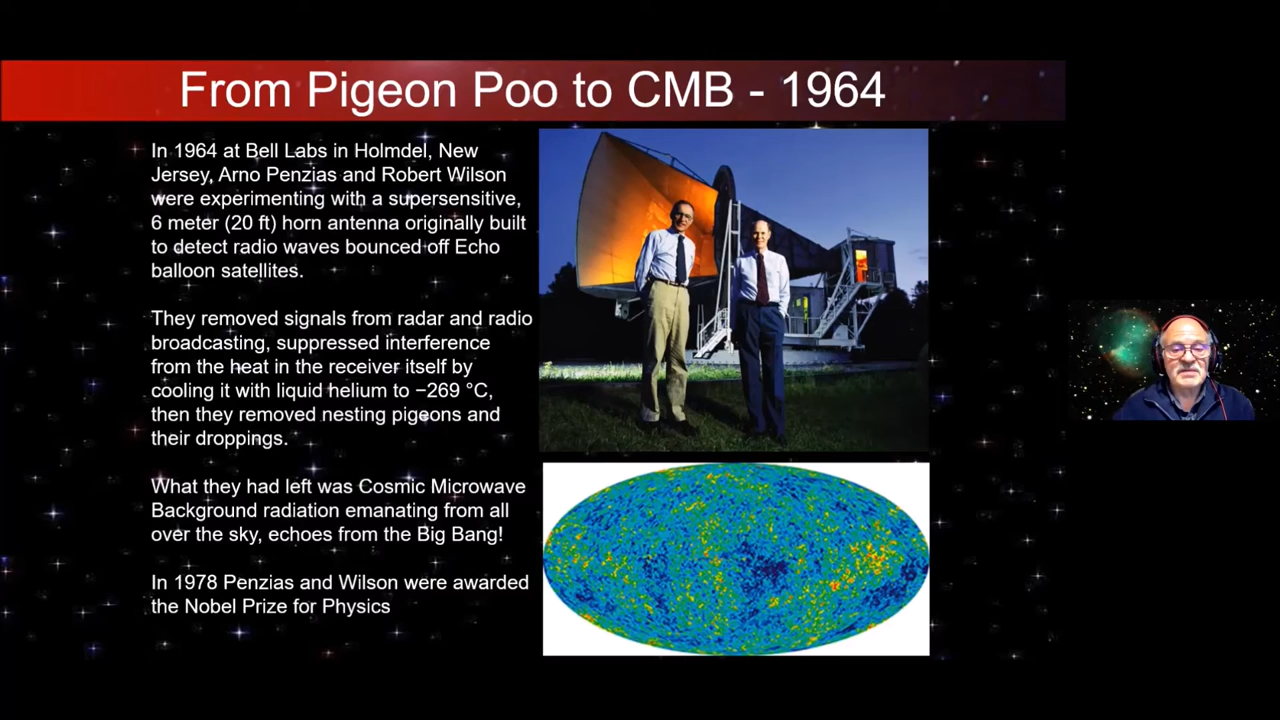 From Pigeon Poo to CMB - 1964
In 1964 at Bell Labs in Holmdel, New
Jersey, Arno Penzias and Robert Wilson
were experimenting with a supersensitive,
6 meter (20 ft) horn antenna originally built
to detect radio waves bounced off Echo
balloon satellites.
They removed signals from radar and radio
broadcasting, suppressed interference
from the heat in the receiver itself by
cooling it with liquid helium to −269 °C,
then they removed nesting pigeons and
their droppings.
What they had left was Cosmic Microwave
Background radiation emanating from all
over the sky, echoes from the Big Bang!
In 1978 Penzias and Wilson were awarded
the Nobel Prize for Physics